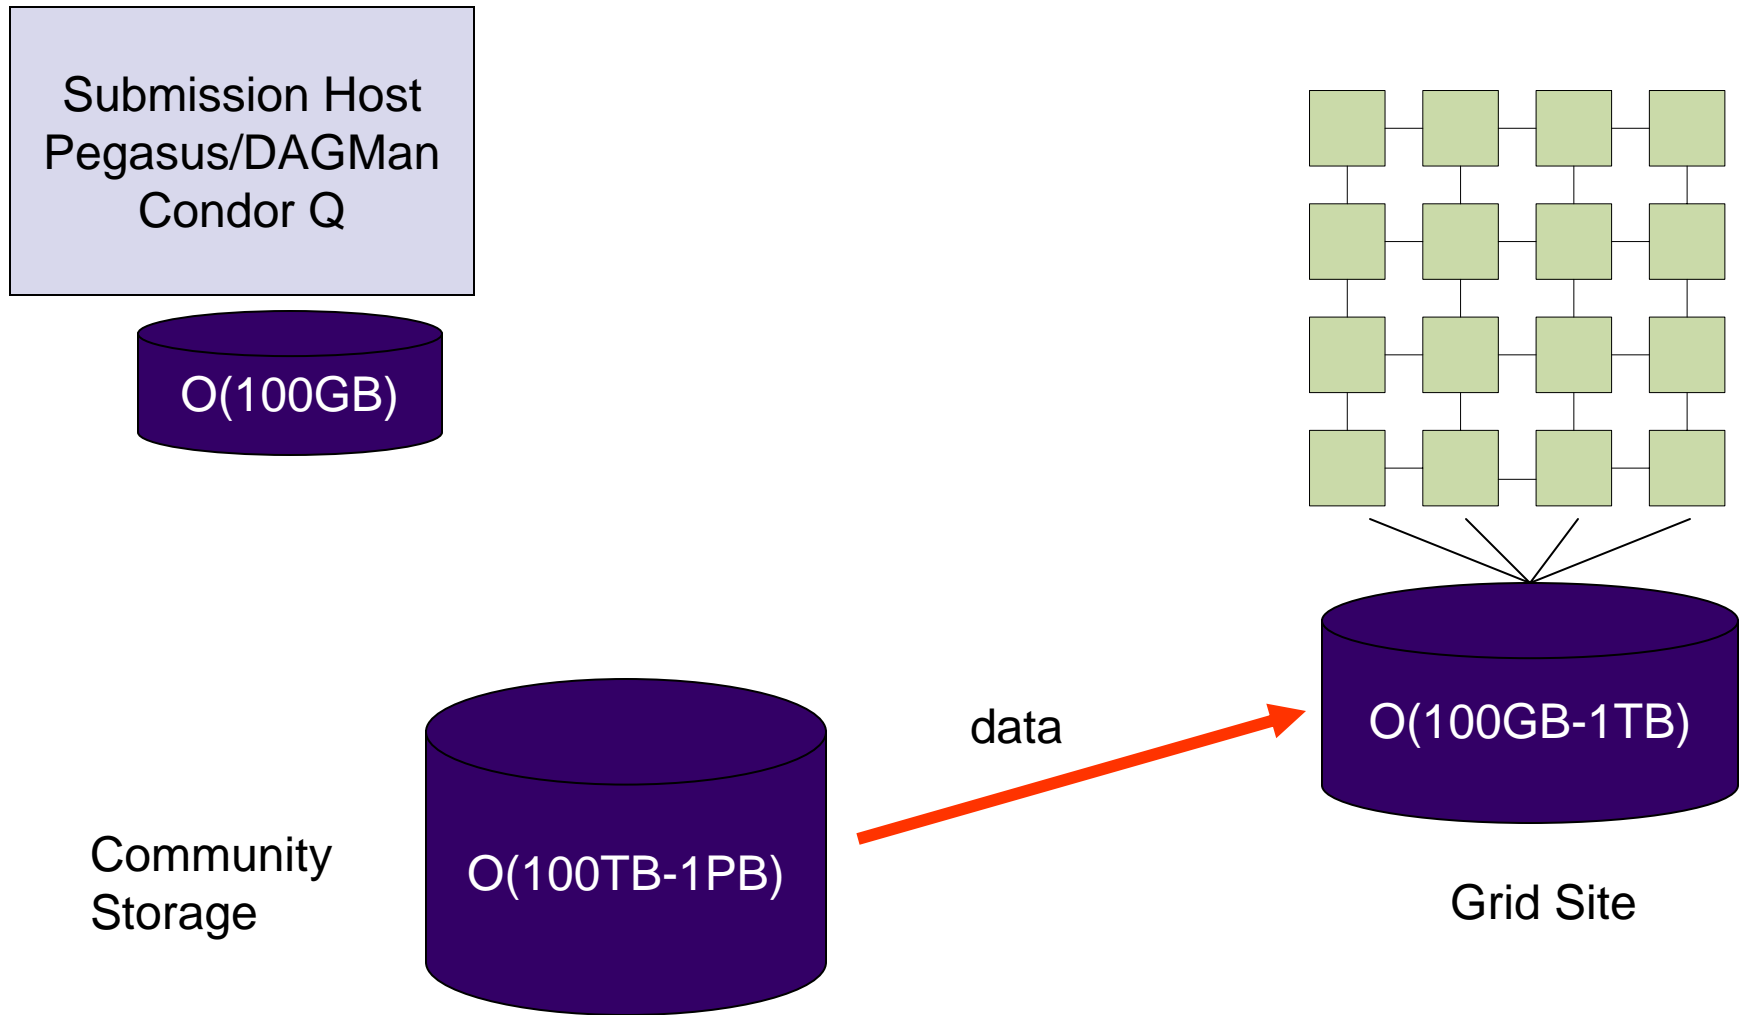 Submission Host
Pegasus/DAGMan
Condor Q
O(100GB)
data
O(100GB-1TB)
Community
Storage
O(100TB-1PB)
Grid Site